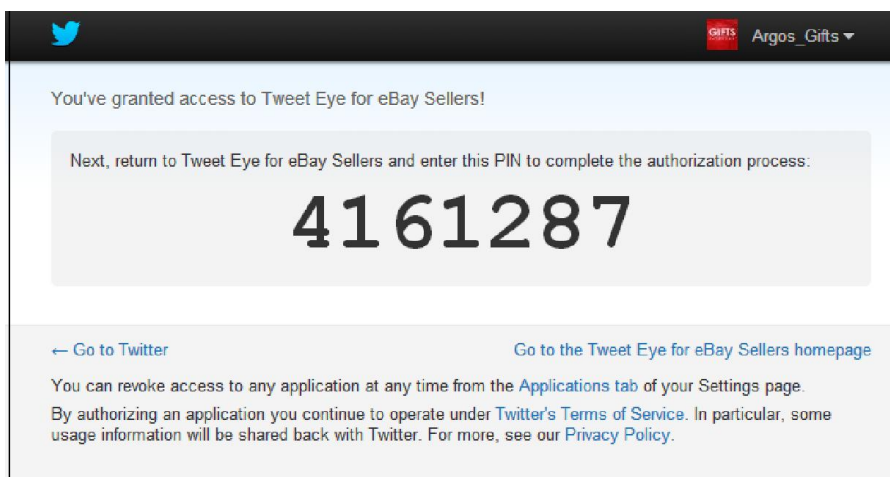 GIFTS
Argos_Gifts
You've granted access to Tweet Eye for eBay Sellers!
Next, return to Tweet Eye for eBay Sellers and enter this PIN to complete the authorization process:
4161287
← Go to Twitter
Go to the Tweet Eye for eBay Sellers homepage
You can revoke access to any application at any time from the Applications tab of your Settings page.
By authorizing an application you continue to operate under Twitter's Terms of Service. In particular, some
usage information will be shared back with Twitter. For more, see our Privacy Policy.